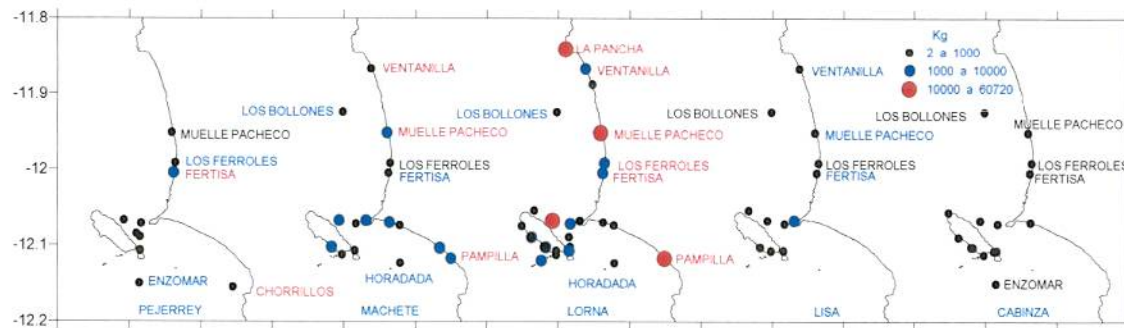 -11.8
-11.9
-12
-12.1
-12.2
MUELLE PACHECO
LOS FERROLES
FERTISA
ENZOMAR
CHORRILLOS
PEJERREY
VENTANILLA
LOS BOLLONES
MUELLE PACHECO
LOS FERROLES
FERTISA
PAMPILLA
HORADADA
MACHETE
LA PANCHA
VENTANILLA
LOS BOLLONES
MUELLE PACHECO
LOS FERROLES
FERTISA
PAMPILLA
HORADADA
LORNA
VENTANILLA
LOS BOLLONES
MUELLE PACHECO
LOS FERROLES
FERTISA
LISA
Kg
2 a 1000
1000 a 10000
10000 a 60720
LOS BOLLONES
MUELLE PACHECO
LOS FERROLES
FERTISA
ENZOMAR
CABINZA